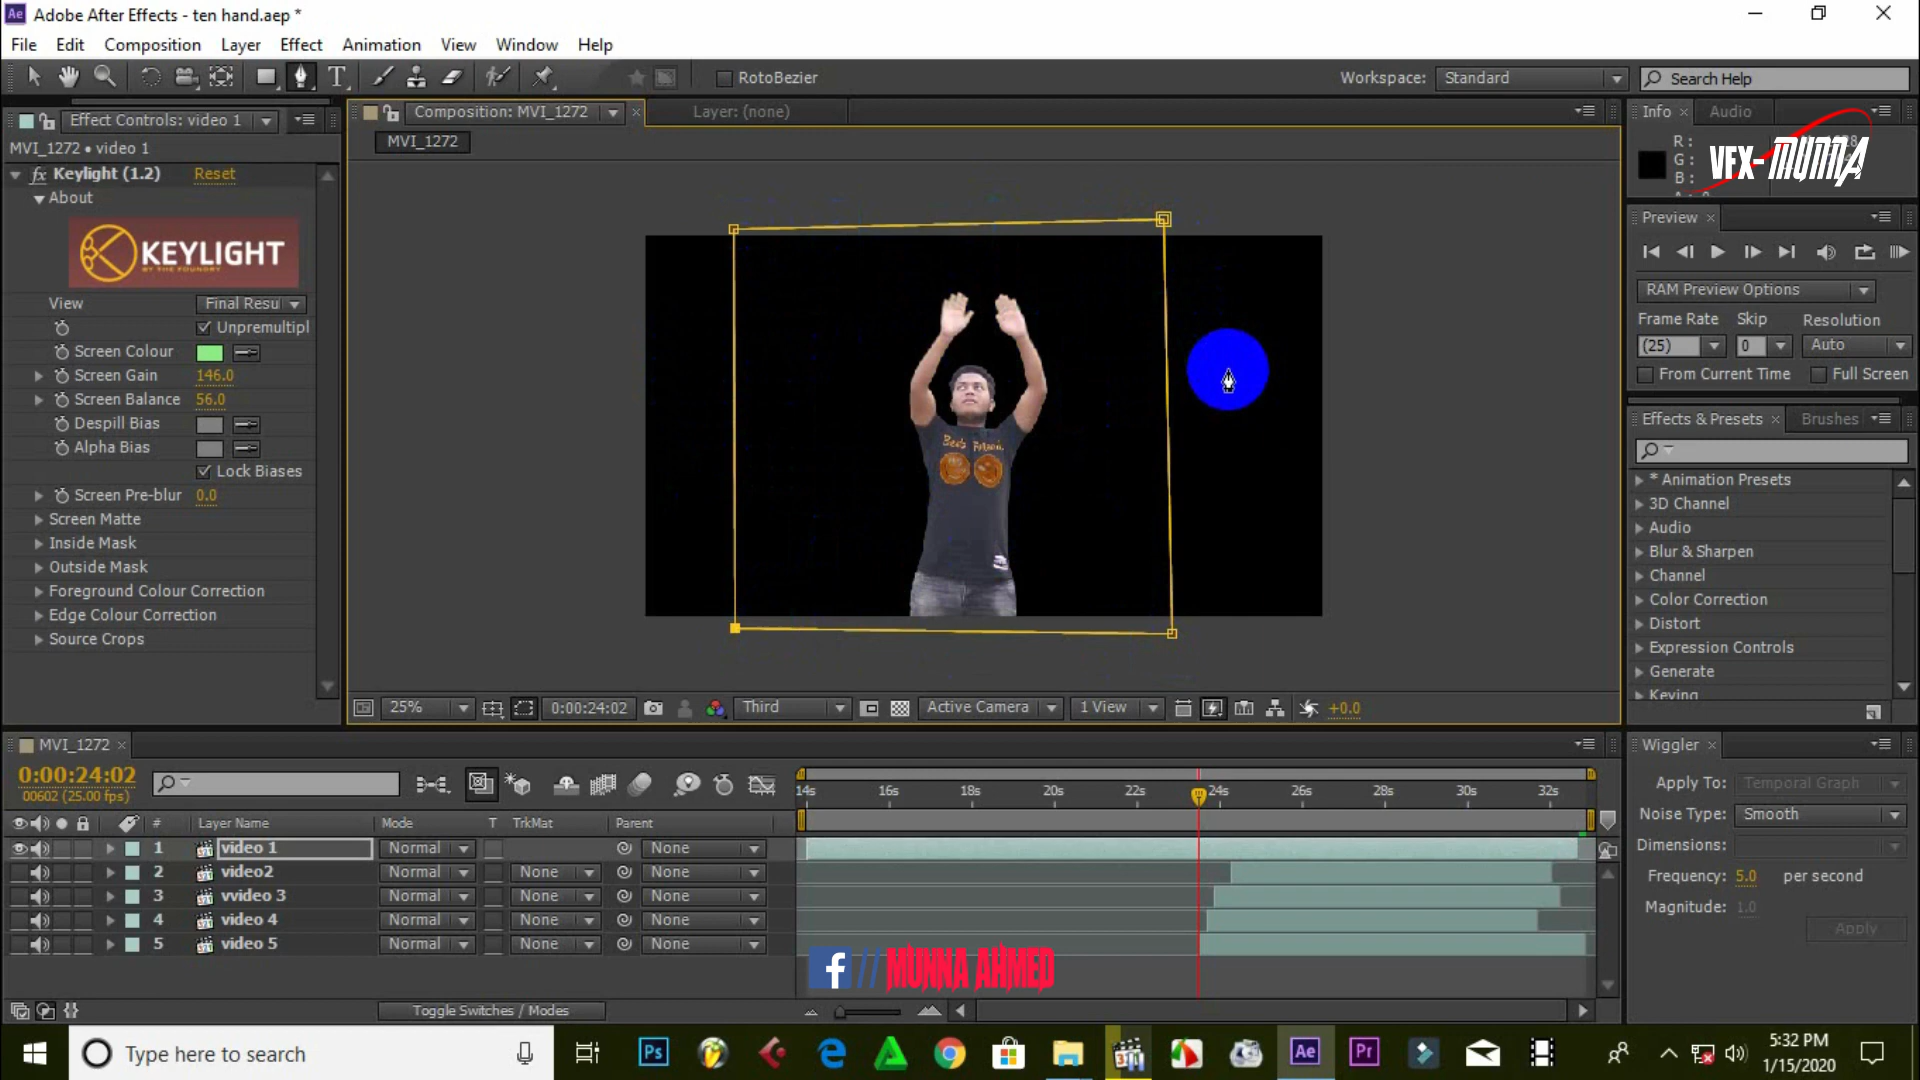 Adobe After Effects - ten hand.aep *
File Edit Composition Layer Effect Animation View Window Help
RotoBezier
Workspace: Standard
Search Help
Effect Controls: video 1
Composition: MVI_1272
Layer: (none)
Info
Audio
MVI_1272 • video 1
MVI_1272
R :
G :
B :
VFX-MUNNA
fx Keylight (1.2) Reset
About
KEYLIGHT
BY THE FOUNDRY
View Final Resu
Unpremultipl
Screen Colour
Screen Gain 146.0
Screen Balance 56.0
Despill Bias
Alpha Bias
Lock Biases
Screen Pre-blur 0.0
Screen Matte
Inside Mask
Outside Mask
Foreground Colour Correction
Edge Colour Correction
Source Crops
Preview
RAM Preview Options
Frame Rate Skip Resolution
(25) 0 Auto
From Current Time Full Screen
Effects & Presets Brushes
* Animation Presets
3D Channel
Audio
Blur & Sharpen
Channel
Color Correction
Distort
Expression Controls
Generate
Keying
25% 0:00:24:02 Third Active Camera 1 View +0.0
MVI_1272
0:00:24:02
00602 (25.00 fps)
14s 16s 18s 20s 22s 24s 26s 28s 30s 32s
# Layer Name Mode T TrkMat Parent
1 video 1 Normal None
2 video2 Normal None None
3 vvideo 3 Normal None None
4 video 4 Normal None None
5 video 5 Normal None None
Toggle Switches / Modes
f // MUNNA AHMED
Wiggler
Apply To: Temporal Graph
Noise Type: Smooth
Dimensions:
Frequency: 5.0 per second
Magnitude: 1.0
Apply
Type here to search
Ps
Ae
Pr
5:32 PM
1/15/2020